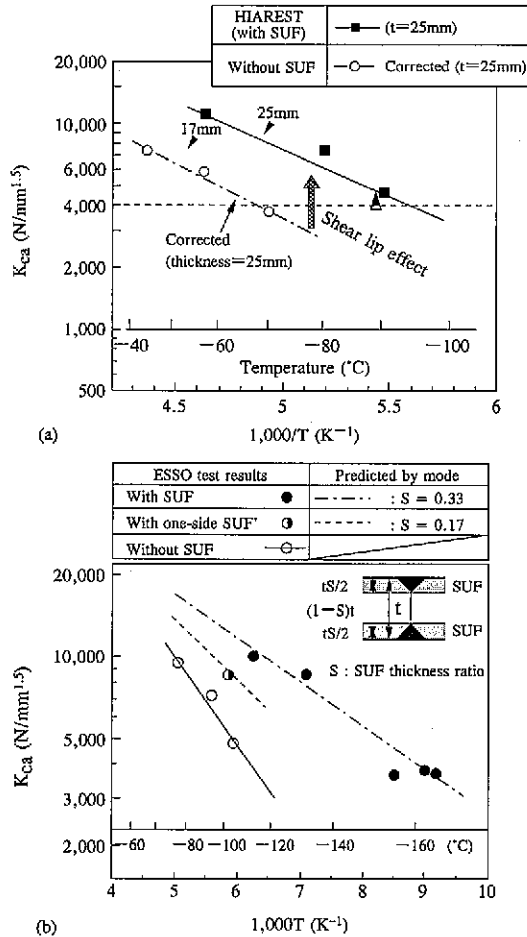 HIAREST
(with SUF)
(t=25mm)
Without SUF
Corrected (t=25mm)
20,000
10,000
6,000
4,000
2,000
1,000
500
Kca (N/mm1.5)
17mm
25mm
Corrected
(thickness=25mm)
Shear lip effect
−40
−60
−80
−100
Temperature (°C)
4.5
5
5.5
6
1,000/T (K−1)
(a)
ESSO test results
Predicted by mode
With SUF
: S = 0.33
With one-side SUF'
: S = 0.17
Without SUF
20,000
10,000
5,000
3,000
2,000
Kca (N/mm1.5)
tS/2
(1−S)t
t
tS/2
SUF
SUF
S : SUF thickness ratio
−60
−80
−100
−120
−140
−160
(°C)
4
5
6
7
8
9
10
1,000T (K−1)
(b)